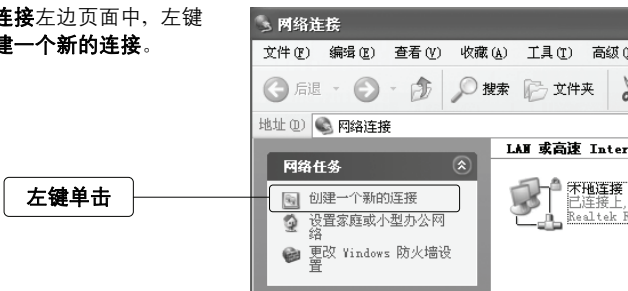 连接左边页面中，左键
建一个新的连接。
网络连接
文件(F) 编辑(E) 查看(V) 收藏(A) 工具(T) 高级(
后退 搜索 文件夹
地址(D) 网络连接
LAN 或高速 Inter
网络任务
创建一个新的连接
设置家庭或小型办公网
络
更改 Windows 防火墙设
置
本地连接
已连接上,
Realtek R
左键单击